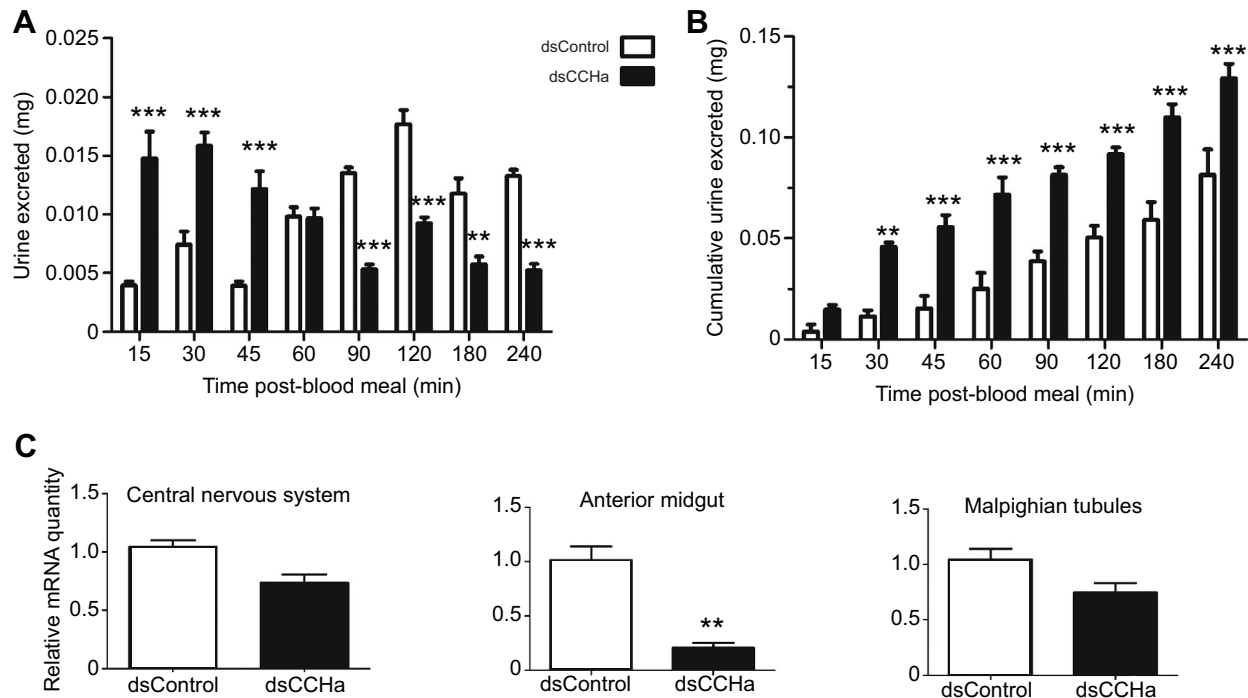 A
Urine excreted (mg)
0.025
0.020
0.015
0.010
0.005
0
*** *** *** *** *** ** ***
15 30 45 60 90 120 180 240
Time post-blood meal (min)
dsControl
dsCCHa
B
Cumulative urine excreted (mg)
0.15
0.10
0.05
0
** *** *** *** *** *** ***
15 30 45 60 90 120 180 240
Time post-blood meal (min)
C
Relative mRNA quantity
Central nervous system
1.5
1.0
0.5
0
dsControl dsCCHa
Anterior midgut
1.5
1.0
0.5
0
**
dsControl dsCCHa
Malpighian tubules
1.5
1.0
0.5
0
dsControl dsCCHa